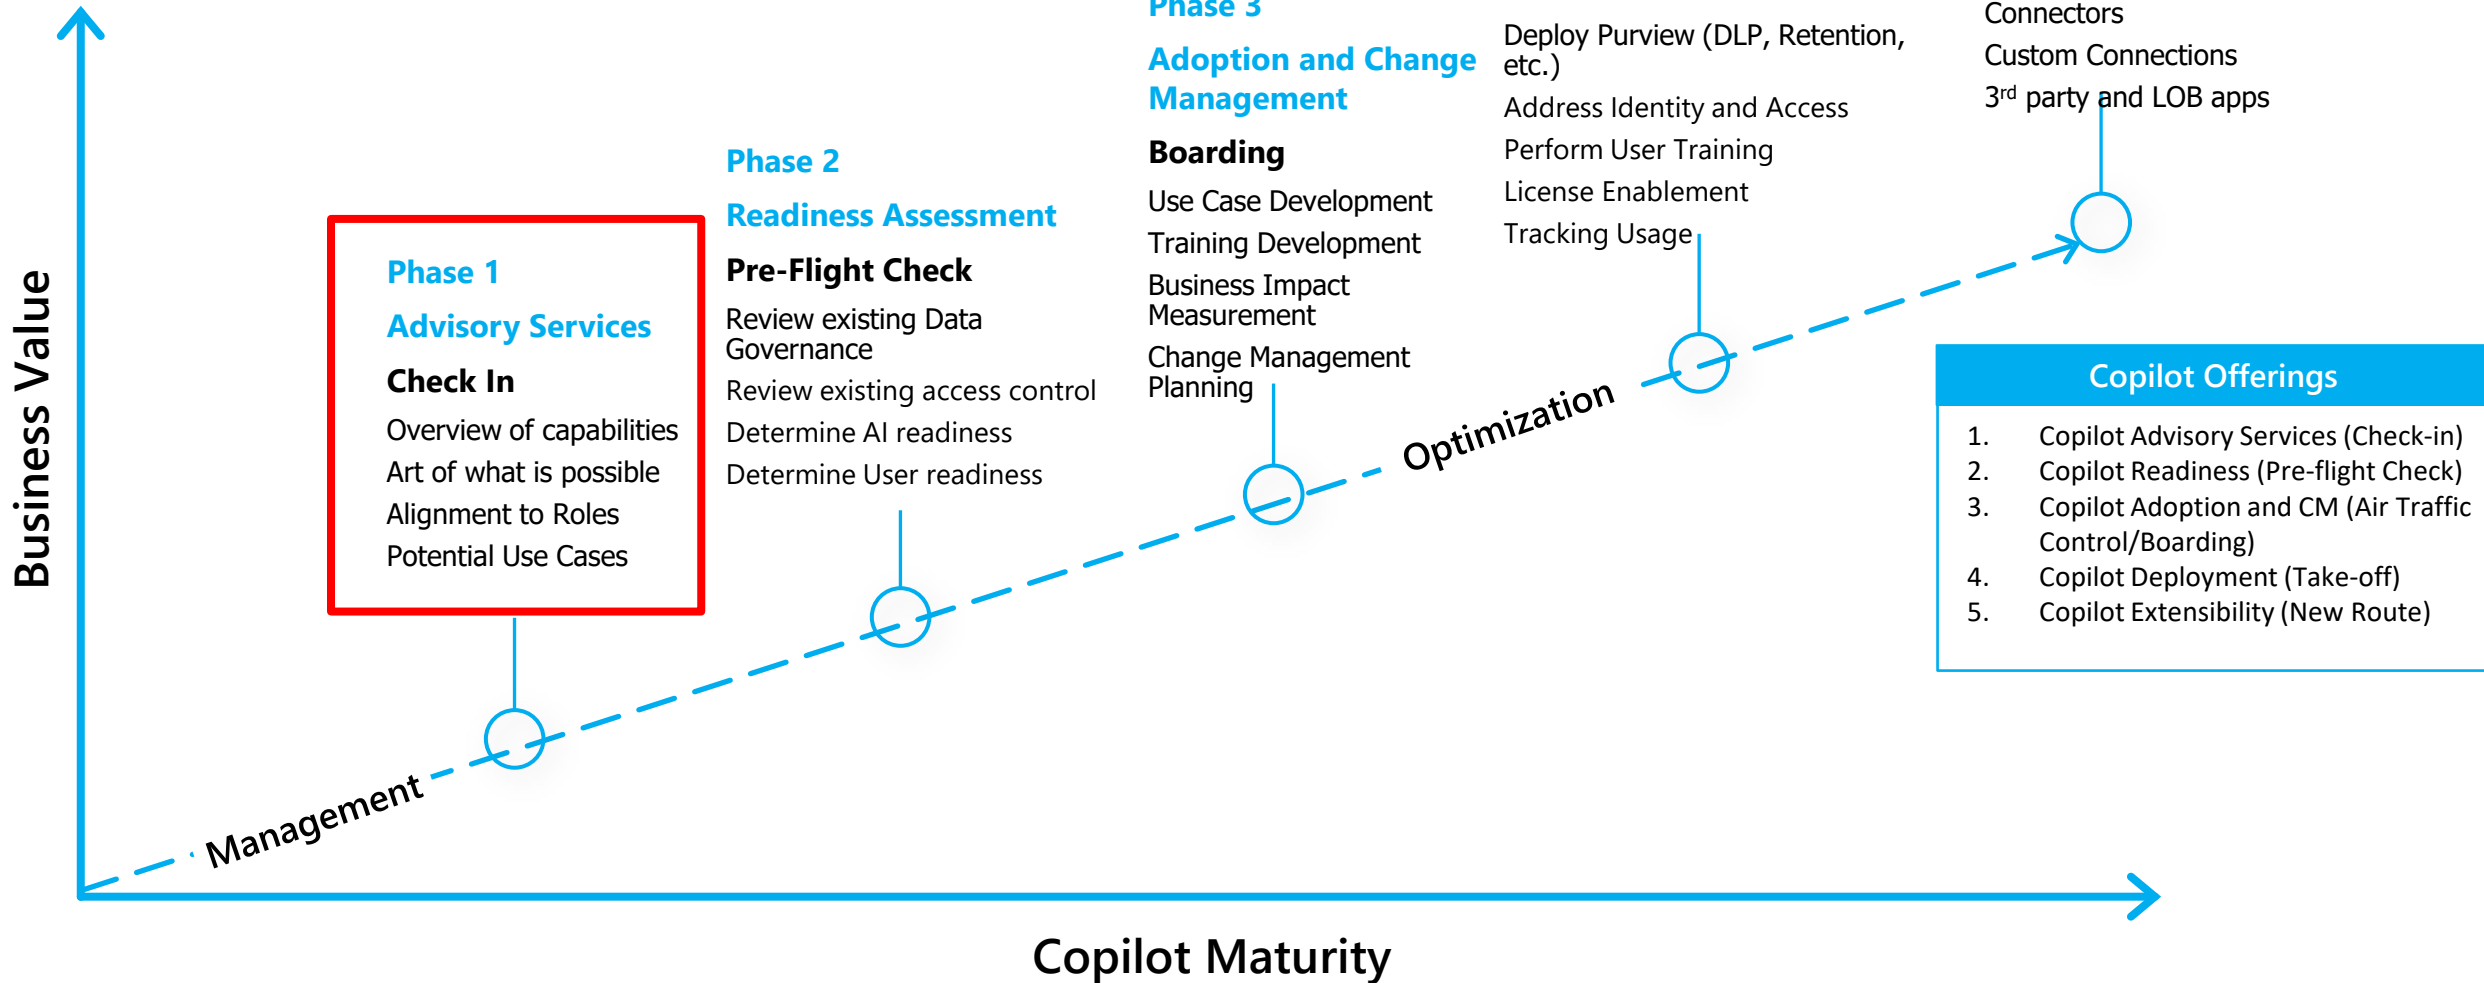 Business Value
Phase 1
Advisory Services
Check In
Overview of capabilities
Art of what is possible
Alignment to Roles
Potential Use Cases
Phase 2
Readiness Assessment
Pre-Flight Check
Review existing Data
Governance
Review existing access control
Determine AI readiness
Determine User readiness
Phase 3
Adoption and Change
Management
Boarding
Use Case Development
Training Development
Business Impact
Measurement
Change Management
Planning
Deploy Purview (DLP, Retention,
etc.)
Address Identity and Access
Perform User Training
License Enablement
Tracking Usage
Connectors
Custom Connections
3rd party and LOB apps
Management
Optimization
Copilot Offerings
1. Copilot Advisory Services (Check-in)
2. Copilot Readiness (Pre-flight Check)
3. Copilot Adoption and CM (Air Traffic
Control/Boarding)
4. Copilot Deployment (Take-off)
5. Copilot Extensibility (New Route)
Copilot Maturity